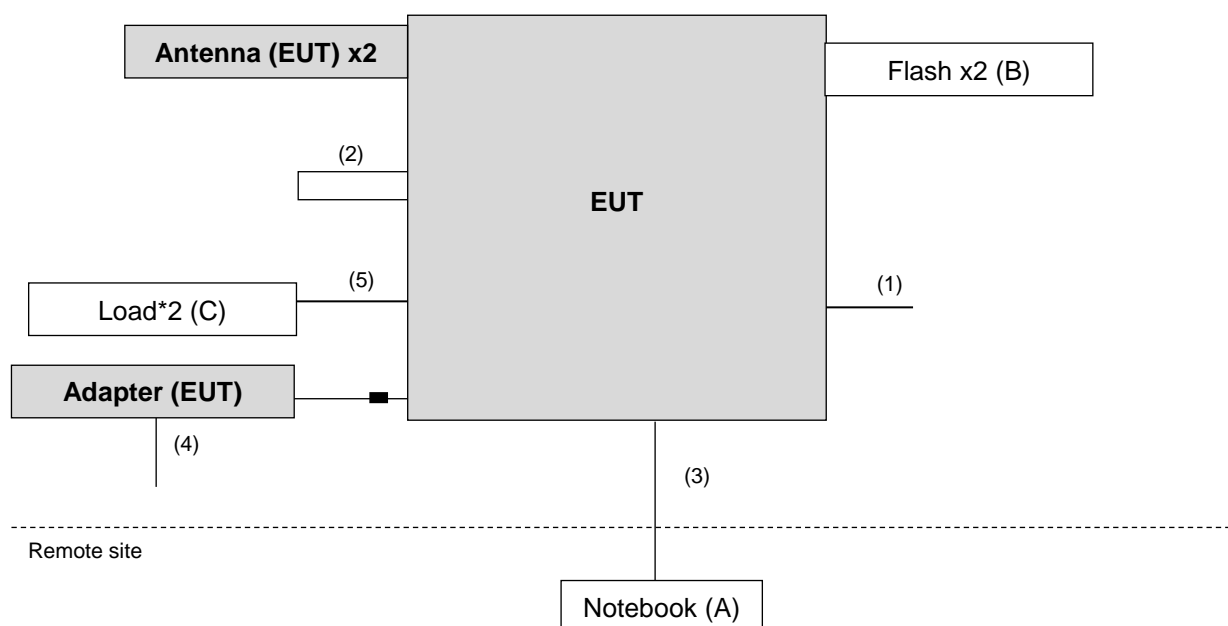 Antenna (EUT) x2
Flash x2 (B)
(2)
EUT
(5)
(1)
Load*2 (C)
Adapter (EUT)
(4)
(3)
Remote site
Notebook (A)